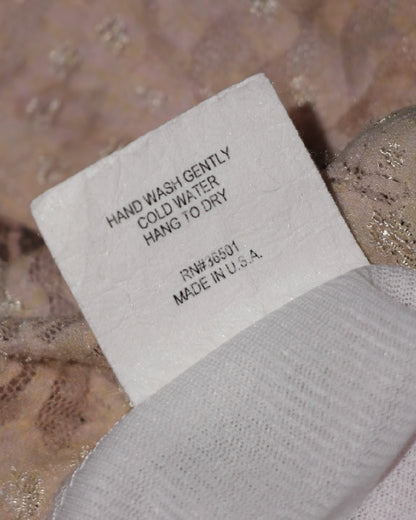 HAND WASH GENTLY
COLD WATER
HANG TO DRY
RN#36501
MADE IN U.S.A.